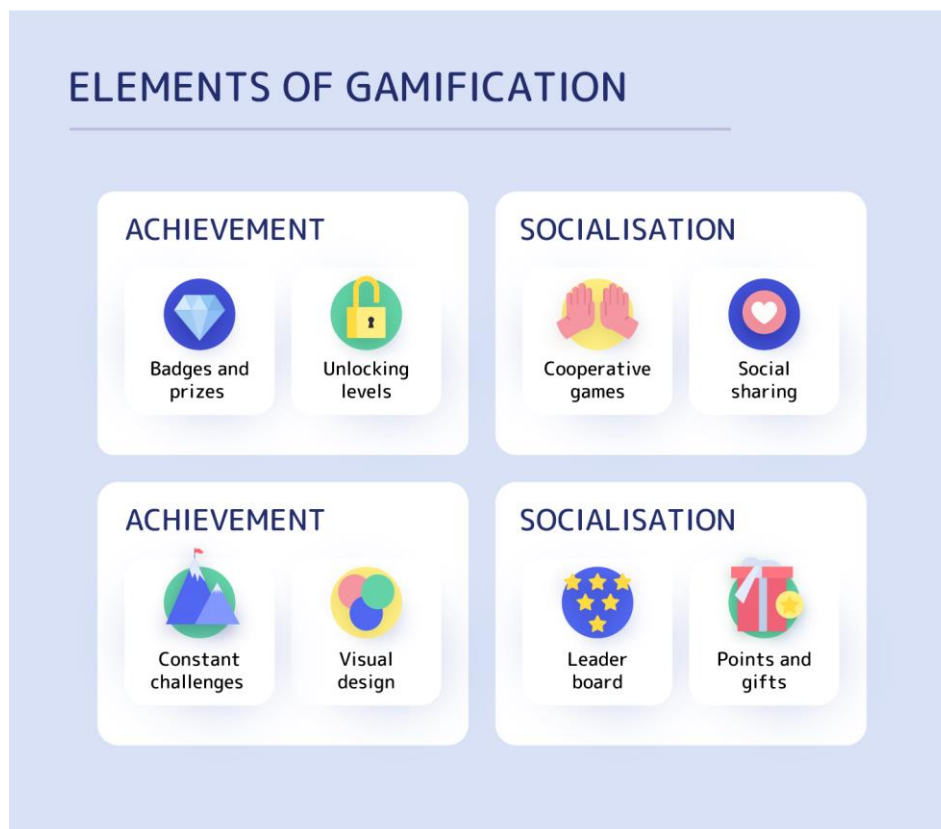 ELEMENTS OF GAMIFICATION
ACHIEVEMENT
Badges and
prizes
Unlocking
levels
SOCIALISATION
Cooperative
games
Social
sharing
ACHIEVEMENT
Constant
challenges
Visual
design
SOCIALISATION
Leader
board
Points and
gifts